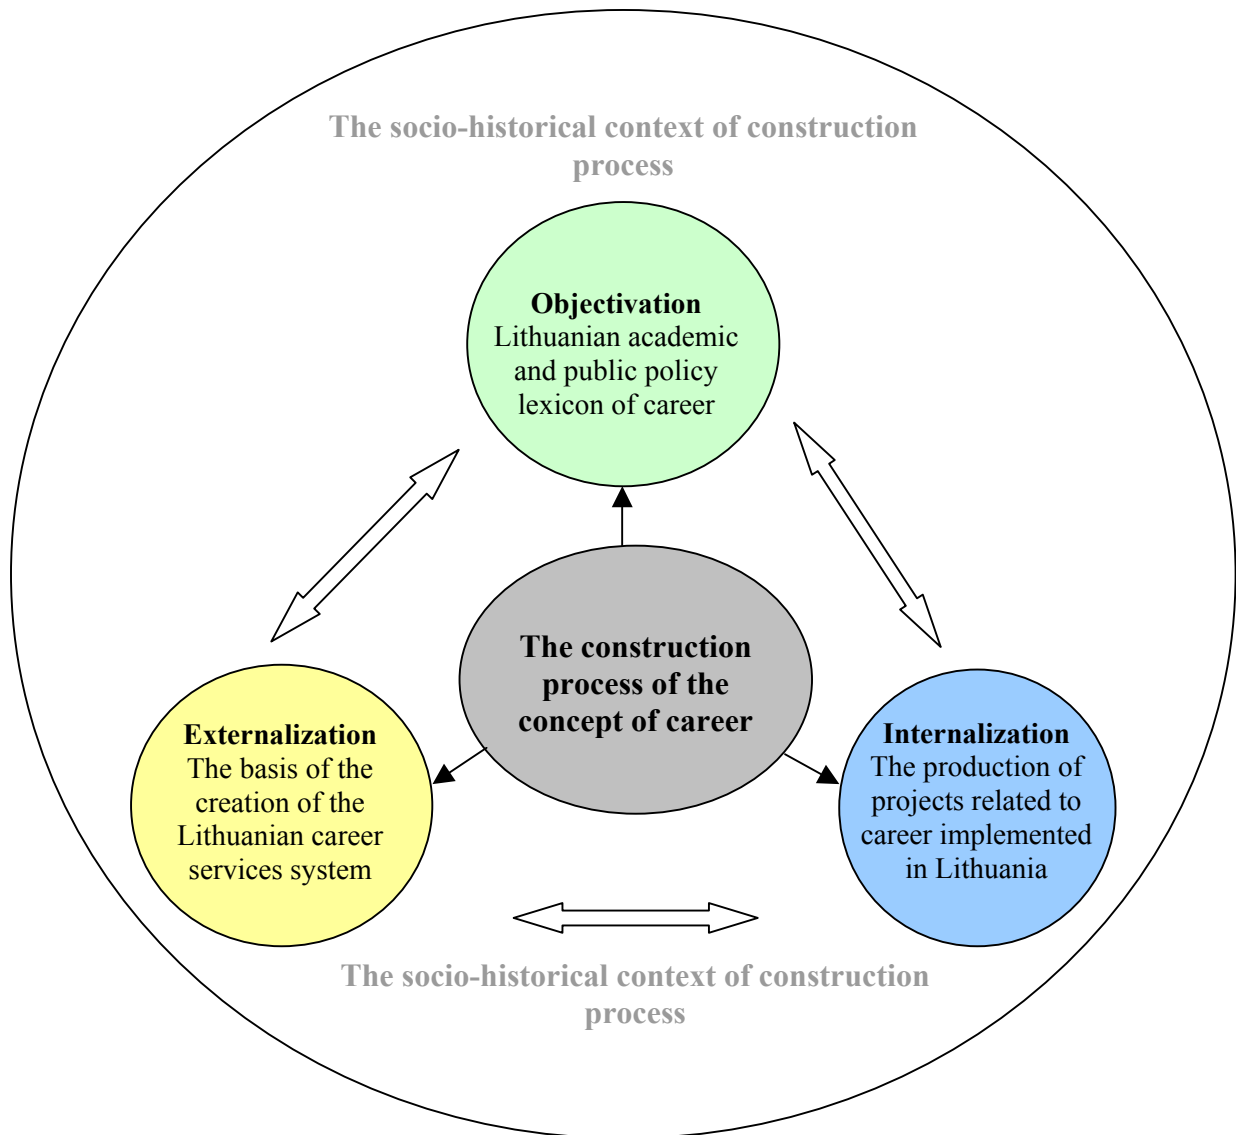 The socio-historical context of construction
process
Objectivation
Lithuanian academic
and public policy
lexicon of career
The construction
process of the
concept of career
Externalization
The basis of the
creation of the
Lithuanian career
services system
Internalization
The production of
projects related to
career implemented
in Lithuania
The socio-historical context of construction
process